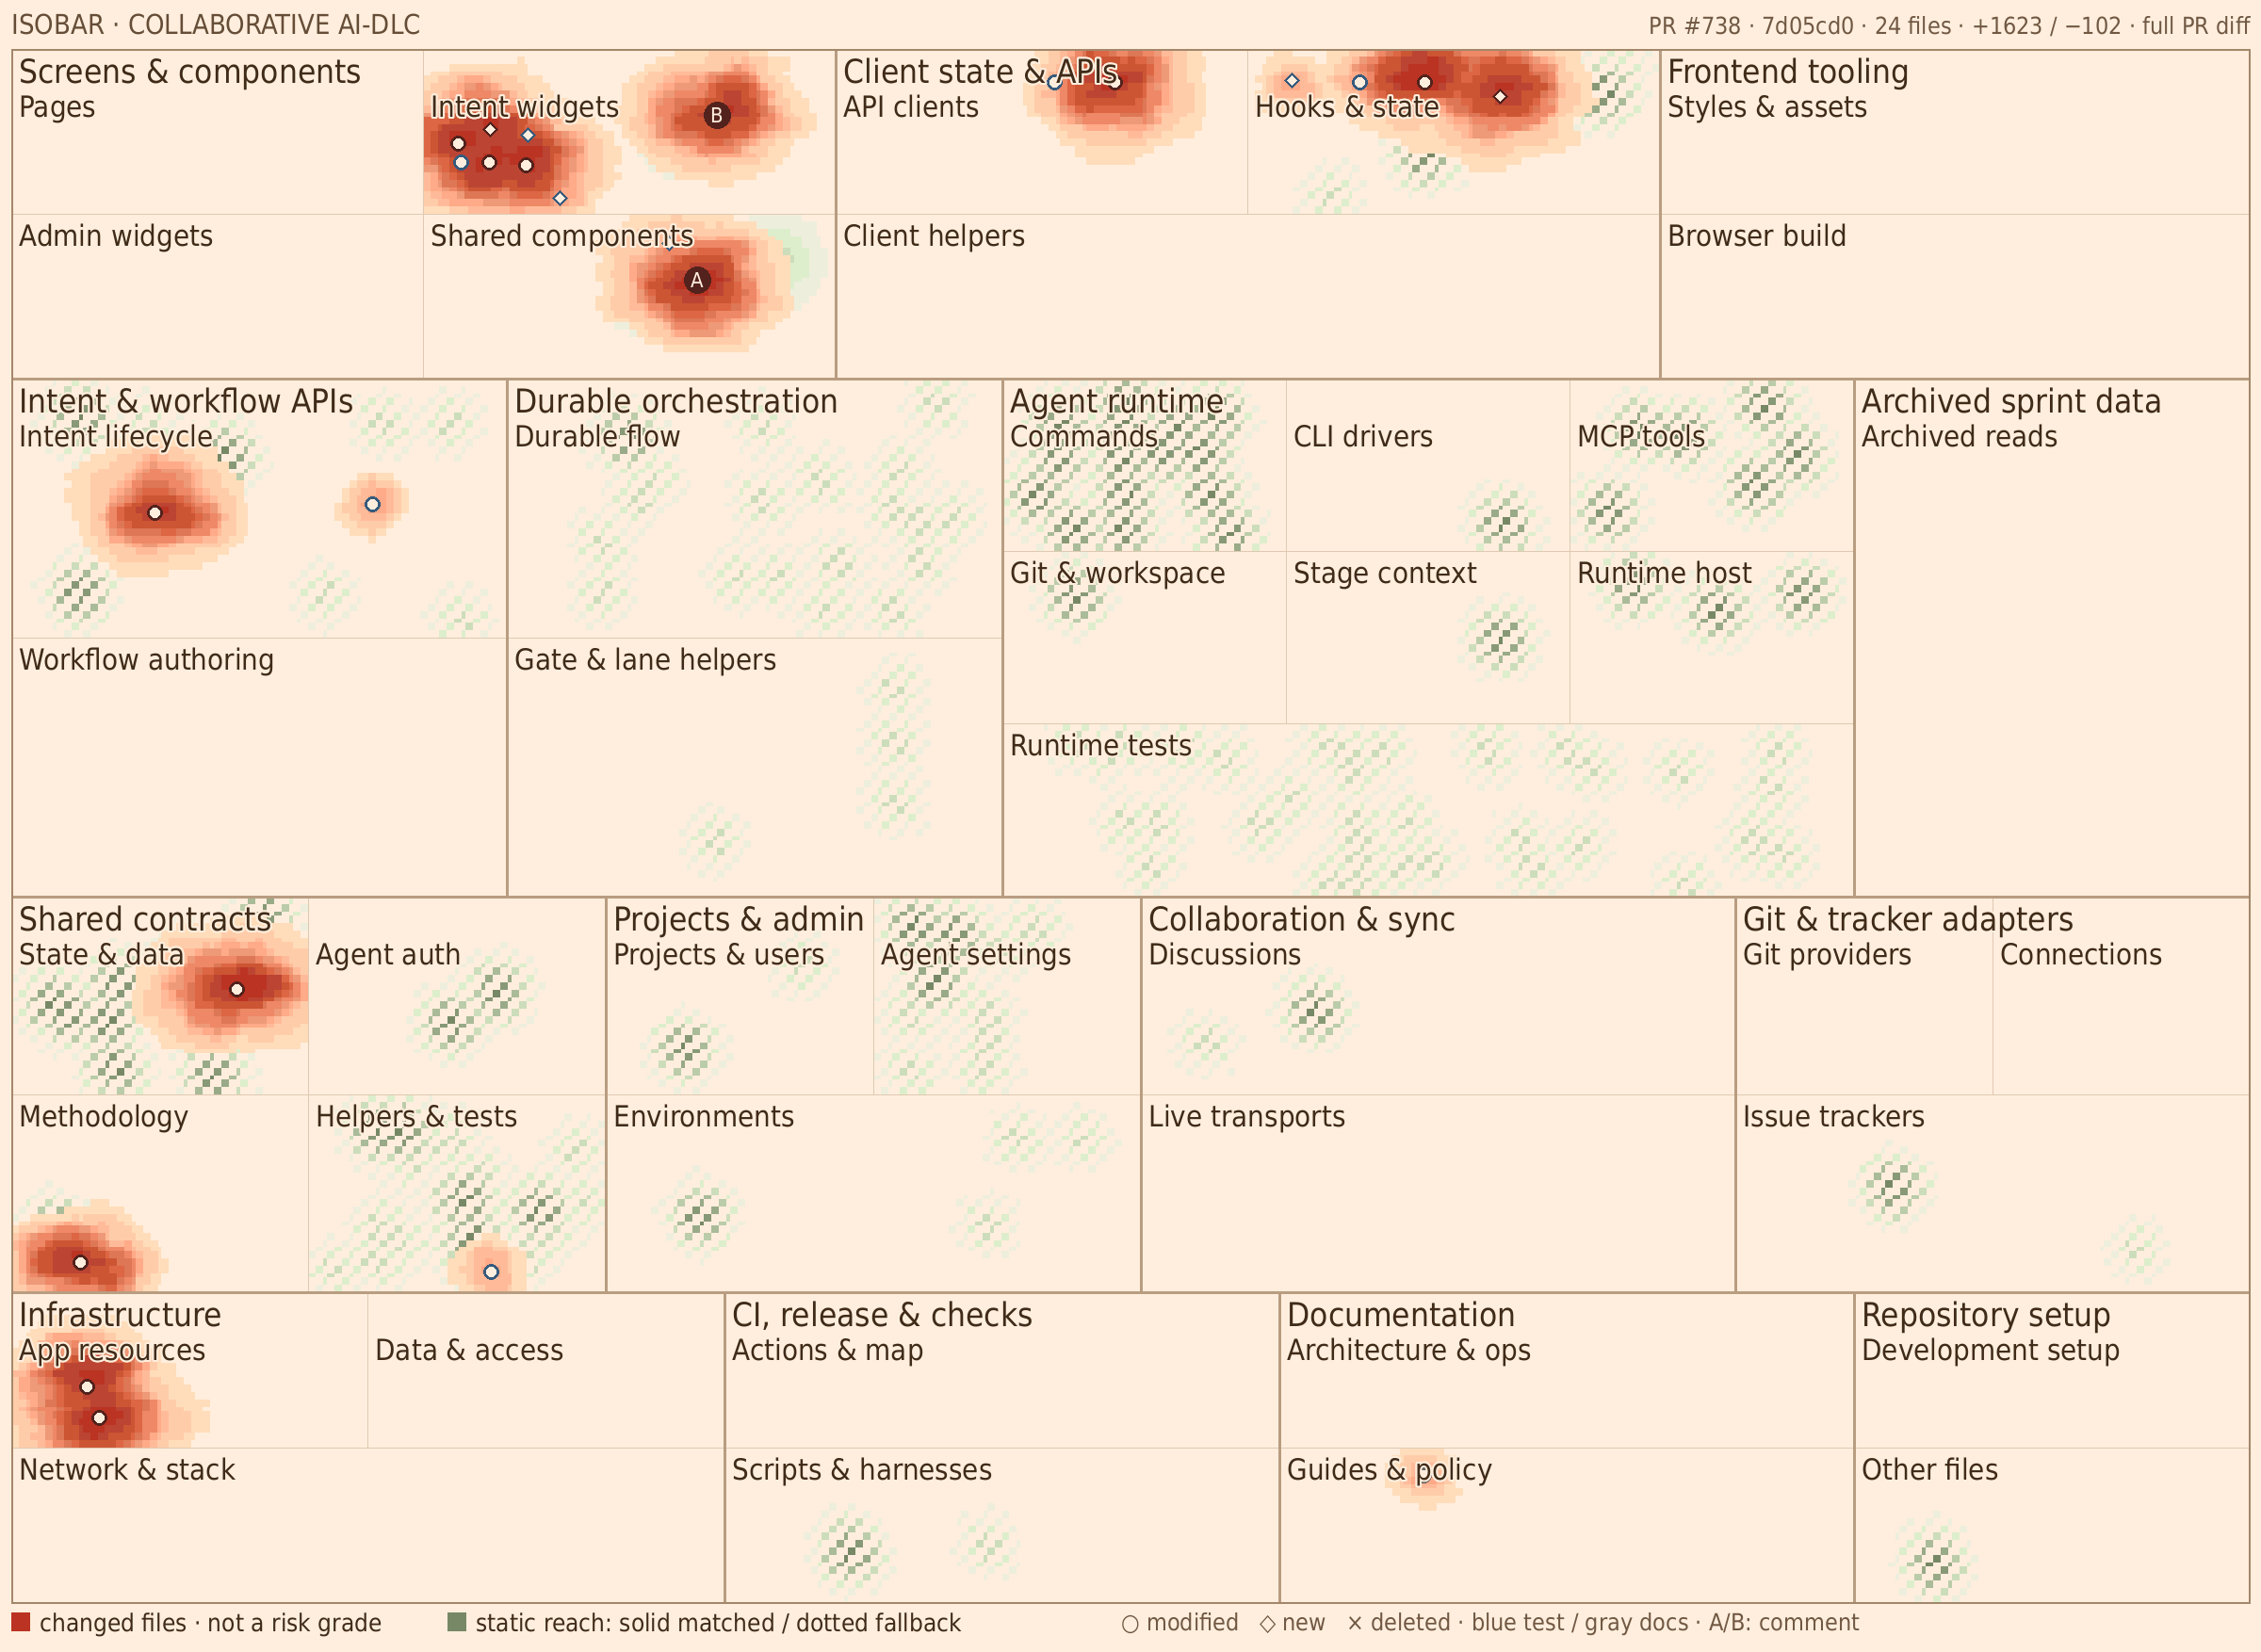 ISOBAR · COLLABORATIVE AI-DLC
PR #738 · 7d05cd0 · 24 files · +1623 / −102 · full PR diff
Screens & components
Pages
Intent widgets
B
Client state & APIs
API clients
Hooks & state
Frontend tooling
Styles & assets
Admin widgets
Shared components
A
Client helpers
Browser build
Intent & workflow APIs
Intent lifecycle
Durable orchestration
Durable flow
Agent runtime
Commands
CLI drivers
MCP tools
Archived sprint data
Archived reads
Git & workspace
Stage context
Runtime host
Workflow authoring
Gate & lane helpers
Runtime tests
Shared contracts
State & data
Agent auth
Projects & admin
Projects & users
Agent settings
Collaboration & sync
Discussions
Git & tracker adapters
Git providers
Connections
Methodology
Helpers & tests
Environments
Live transports
Issue trackers
Infrastructure
App resources
Data & access
CI, release & checks
Actions & map
Documentation
Architecture & ops
Repository setup
Development setup
Network & stack
Scripts & harnesses
Guides & policy
Other files
changed files · not a risk grade
static reach: solid matched / dotted fallback
○ modified ◇ new × deleted · blue test / gray docs · A/B: comment